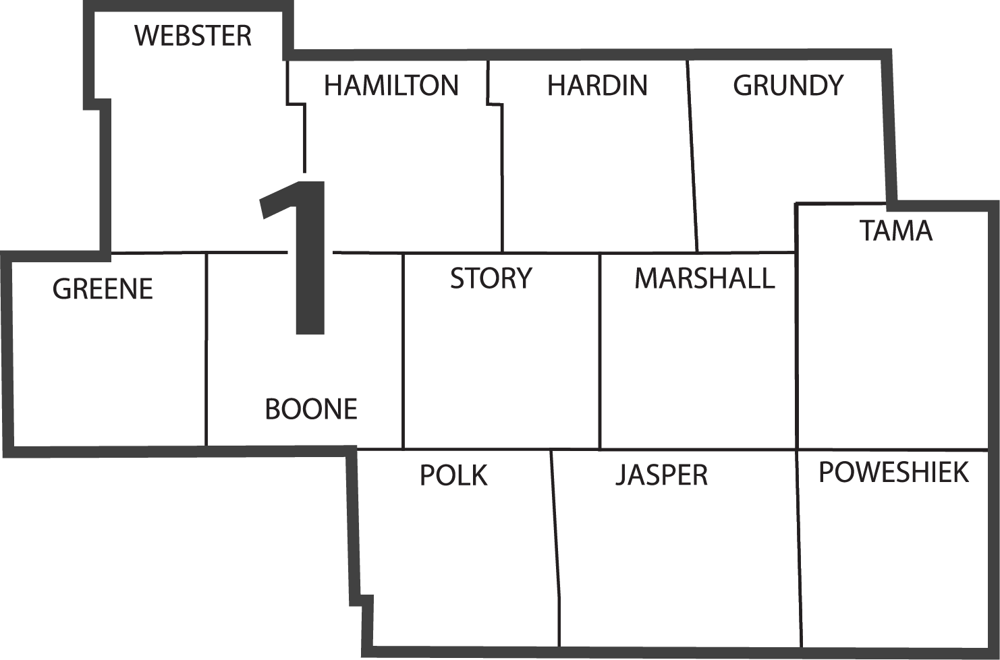 WEBSTER
HAMILTON
HARDIN
GRUNDY
1
TAMA
GREENE
STORY
MARSHALL
BOONE
POLK
JASPER
POWESHIEK